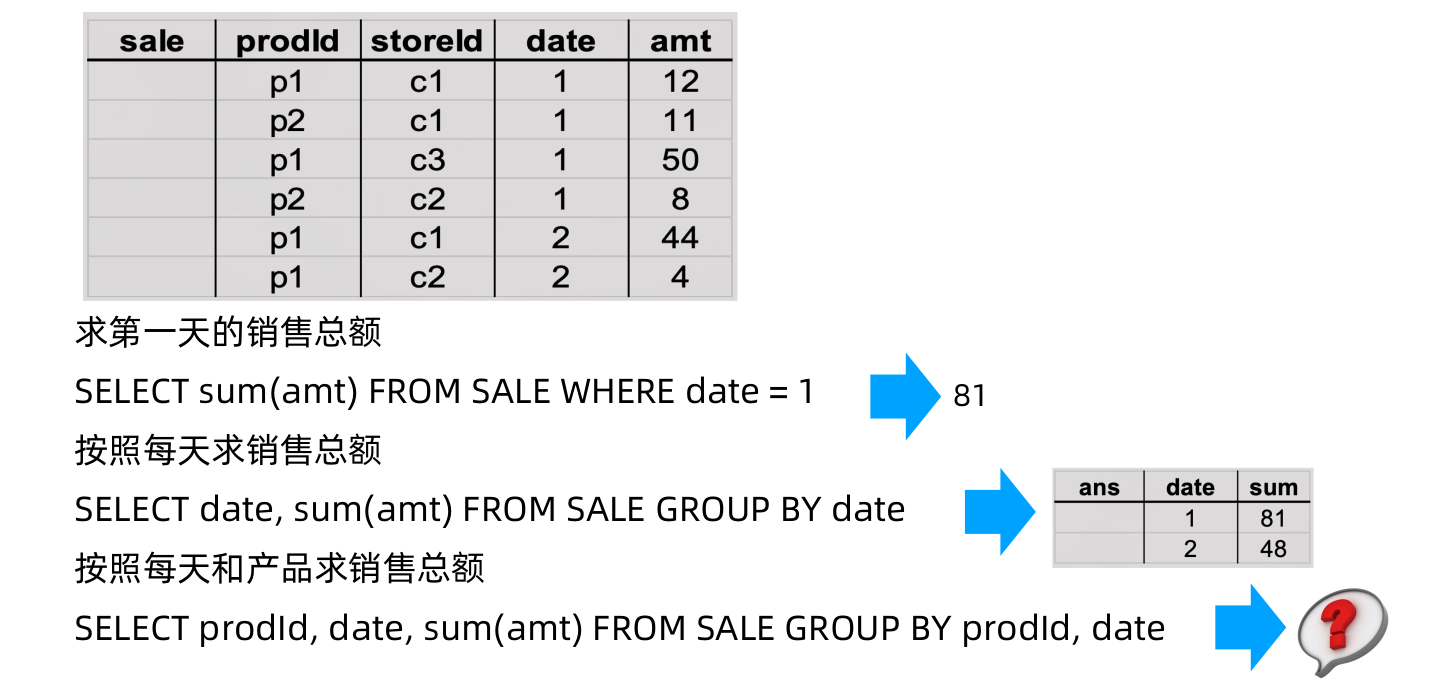 sale prodId storeId date amt
p1 c1 1 12
p2 c1 1 11
p1 c3 1 50
p2 c2 1 8
p1 c1 2 44
p1 c2 2 4
求第一天的销售总额
SELECT sum(amt) FROM SALE WHERE date = 1 81
按照每天求销售总额
SELECT date, sum(amt) FROM SALE GROUP BY date
ans date sum
1 81
2 48
按照每天和产品求销售总额
SELECT prodId, date, sum(amt) FROM SALE GROUP BY prodId, date ?